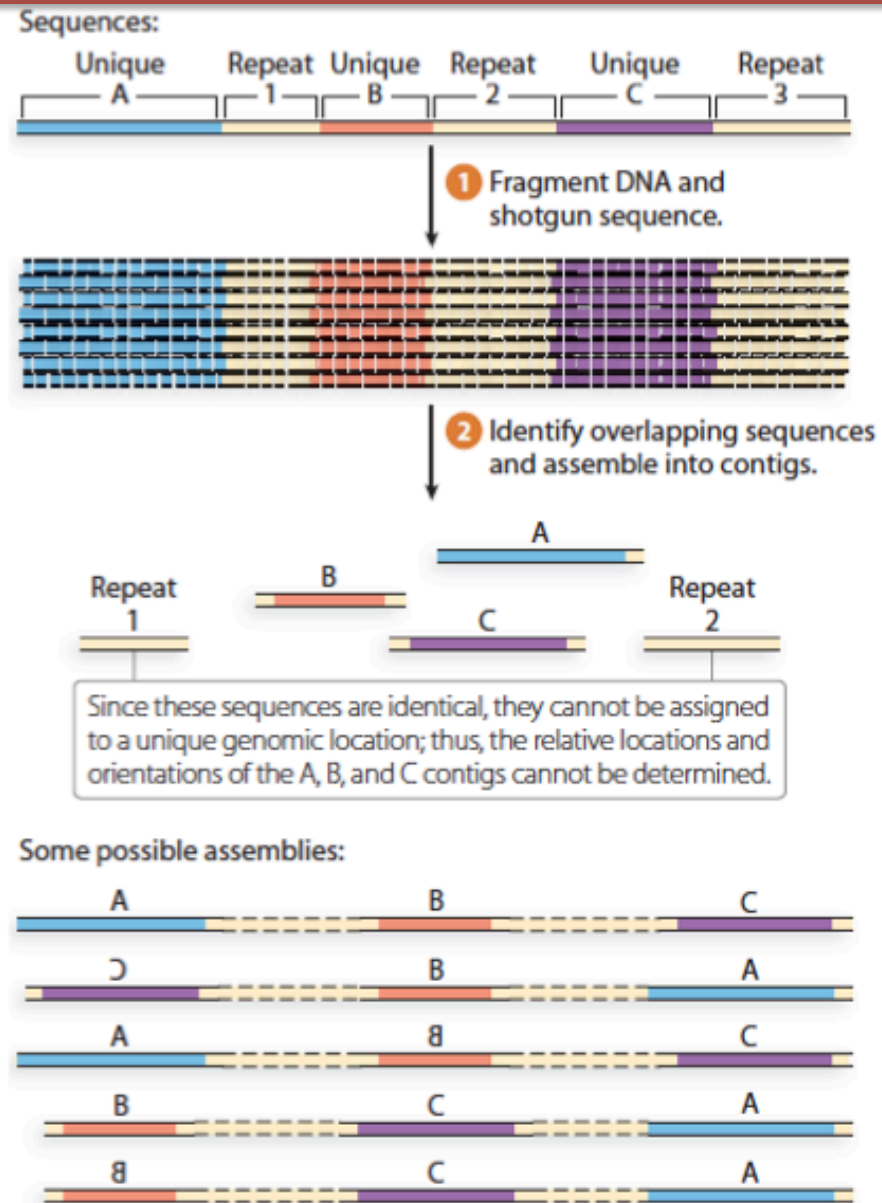 Sequences:
Unique Repeat Unique Repeat Unique Repeat
A 1 B 2 C 3
1 Fragment DNA and
shotgun sequence.
2 Identify overlapping sequences
and assemble into contigs.
A
B
Repeat Repeat
1 C 2
Since these sequences are identical, they cannot be assigned
to a unique genomic location; thus, the relative locations and
orientations of the A, B, and C contigs cannot be determined.
Some possible assemblies:
A B C
C B A
A B C
B C A
B C A